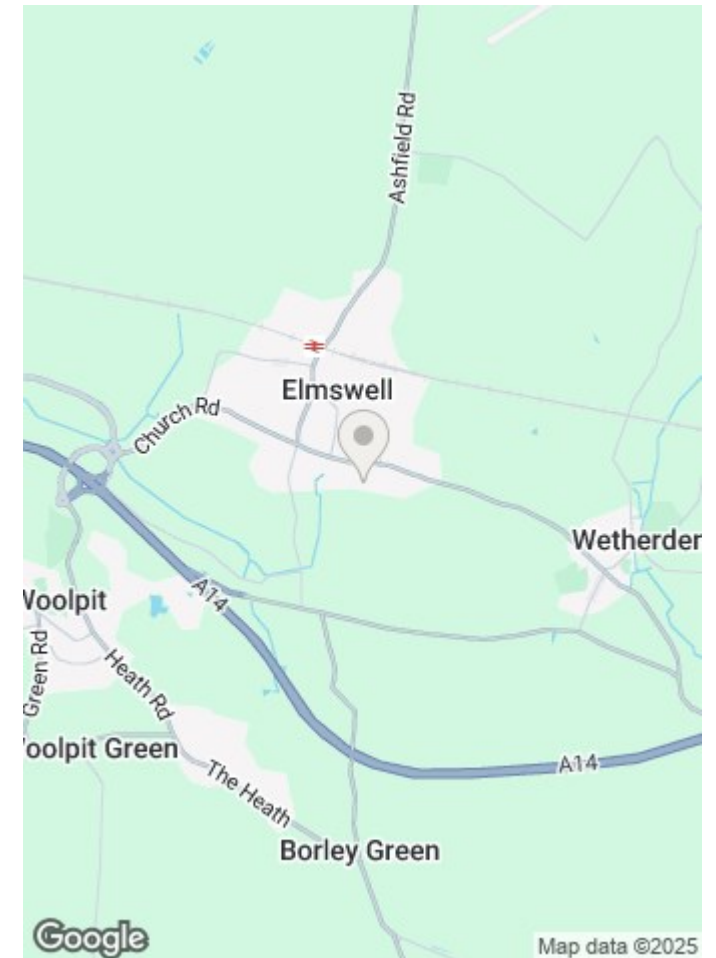 Ashfield Rd
Elmswell
Church Rd
Wetherden
A14
Woolpit
Green Rd
Heath Rd
Woolpit Green
The Heath
A14
Borley Green
Google
Map data ©2025